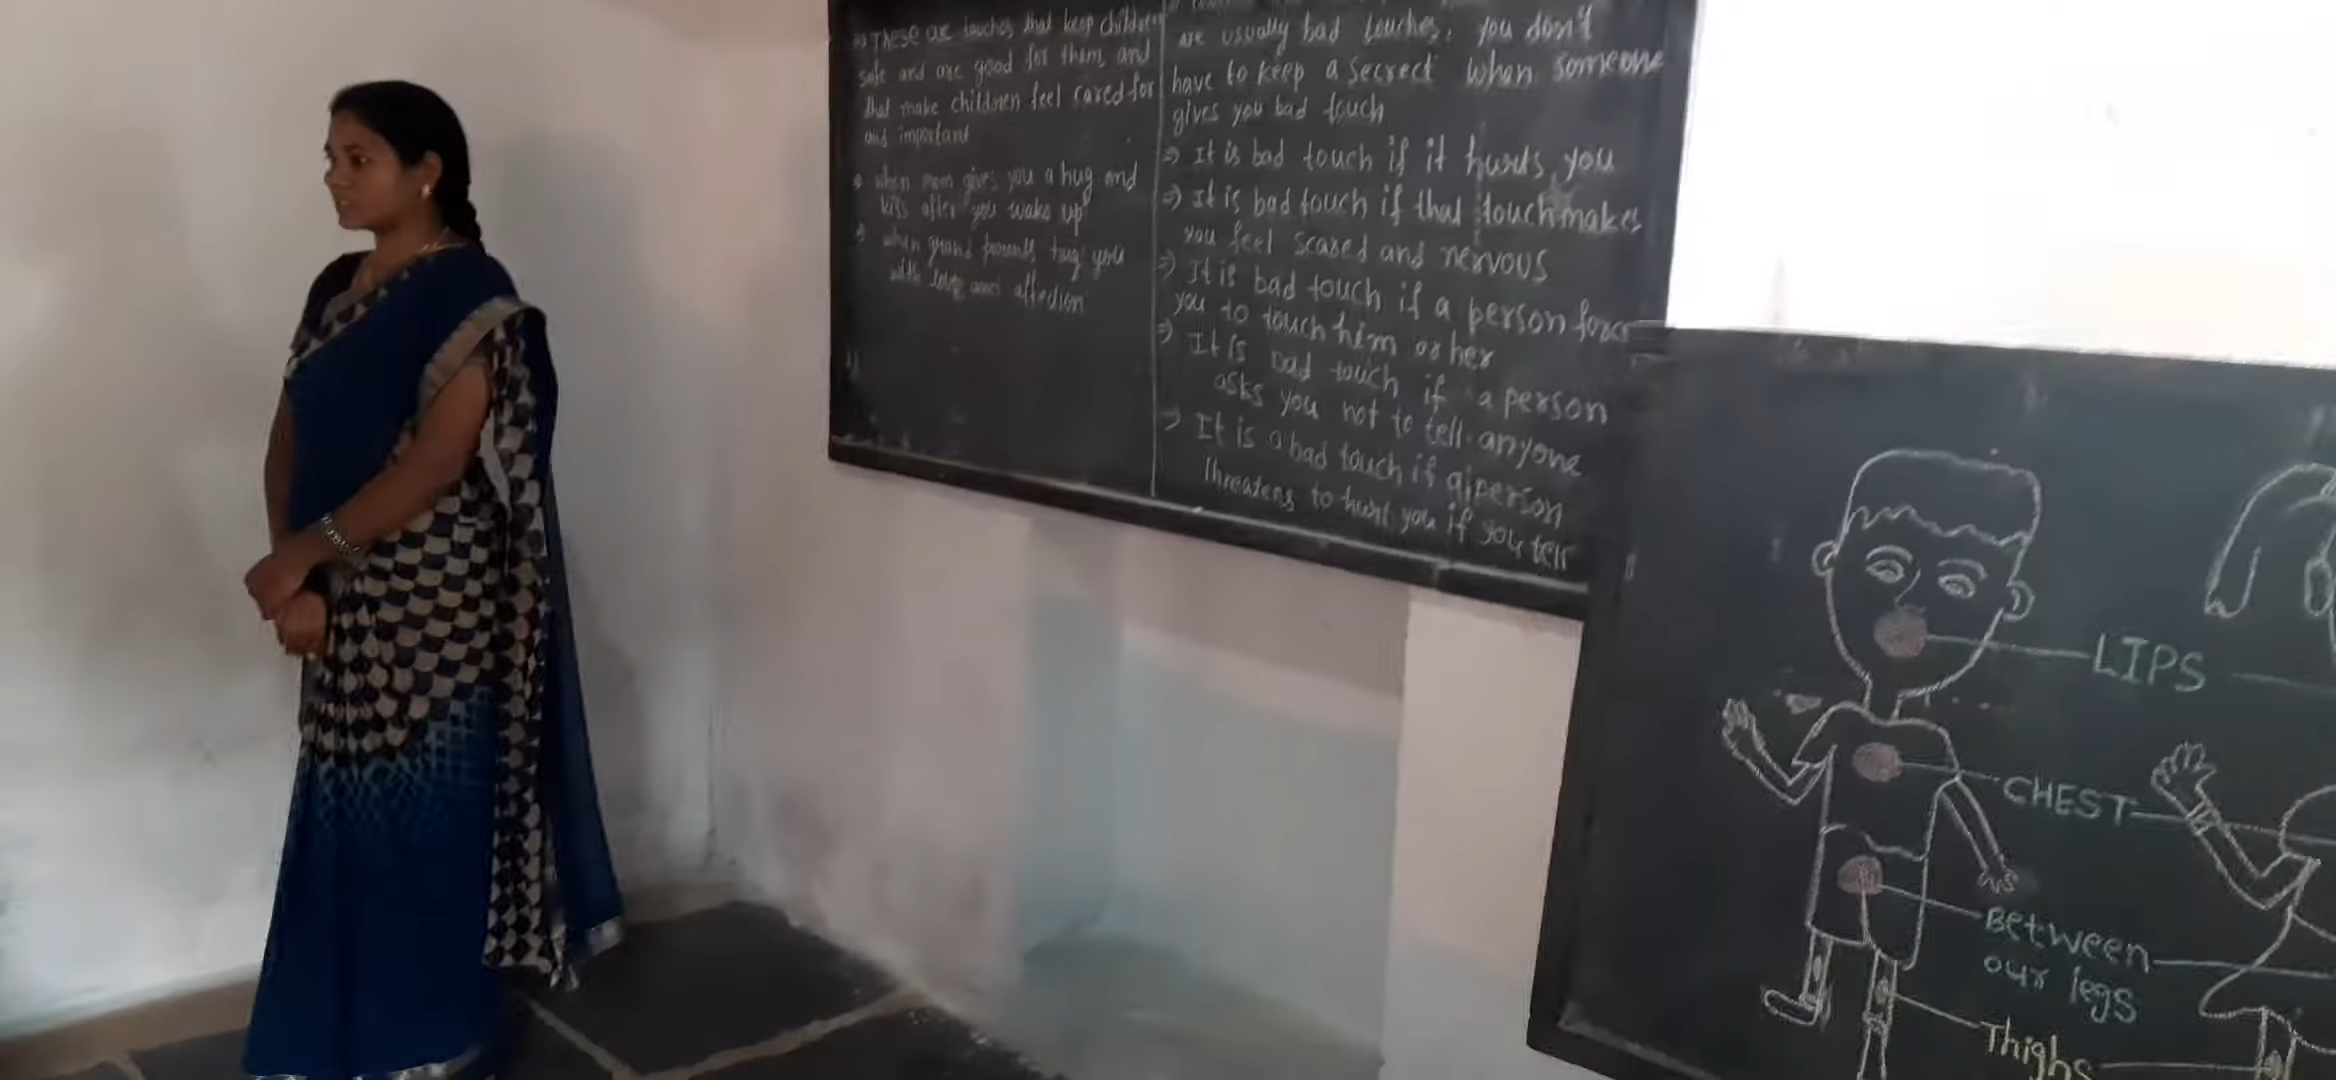 => These are touches that keep children
safe and are good for them, and
that make children feel cared for
and important
=> when mom gives you a hug and
kiss after you wake up
=> when grand parents hug you
with love and affection
are usually bad touches. you don't
have to keep a secrect when someone
gives you bad touch
=> It is bad touch if it hurts you
=> It is bad touch if that touch makes
you feel scared and nervous
=> It is bad touch if a person forces
you to touch him or her
=> It is bad touch if a person
asks you not to tell anyone
=> It is a bad touch if a person
threatens to hurt you if you tell
LIPS
CHEST
Between
our legs
Thighs